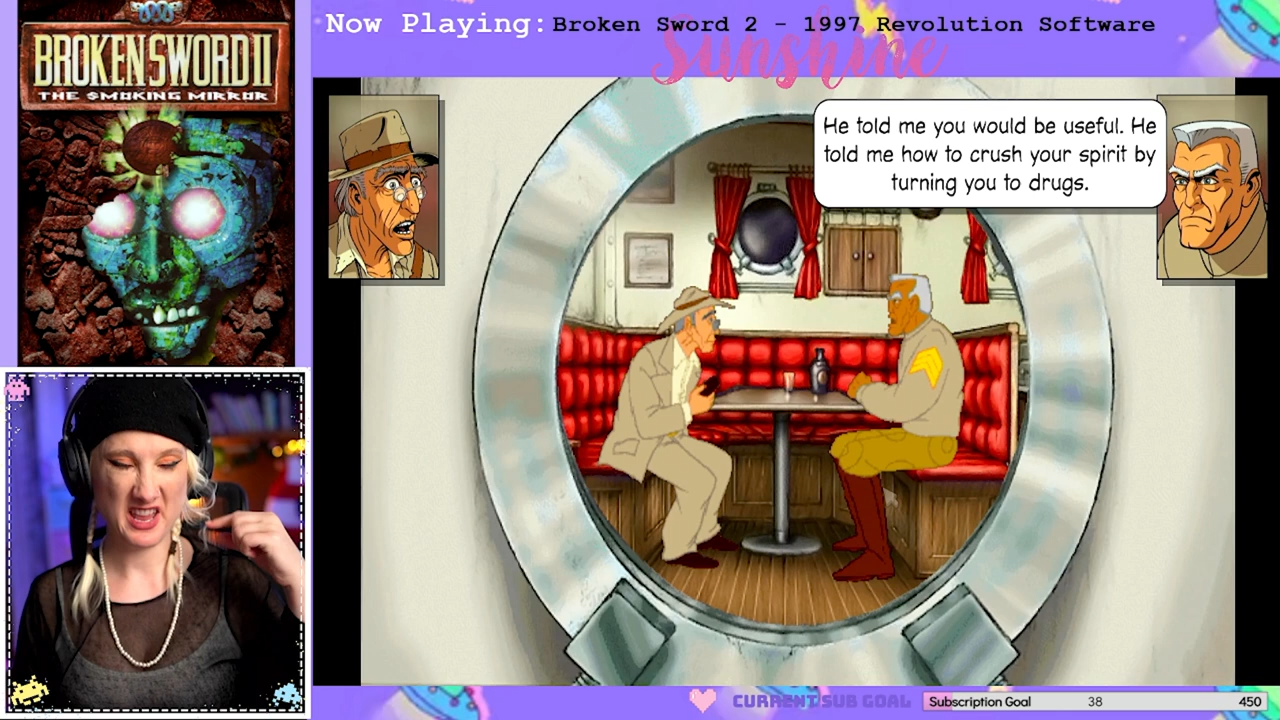 Now Playing: Broken Sword 2 - 1997 Revolution Software
Sunshine
BROKEN SWORD II
THE SMOKING MIRROR
He told me you would be useful. He
told me how to crush your spirit by
turning you to drugs.
CURRENT SUB GOAL
Subscription Goal 38 450